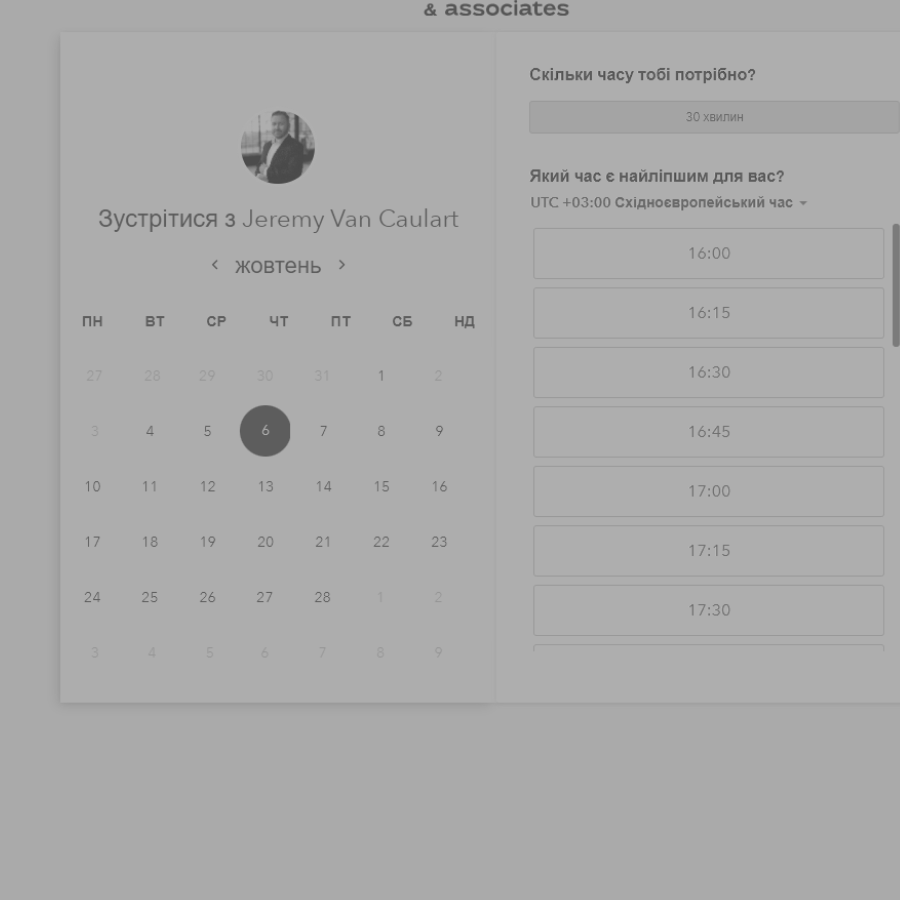 & associates
Зустрітися з Jeremy Van Caulart
жовтень
ПН ВТ СР ЧТ ПТ СБ НД
27 28 29 30 31 1 2
3 4 5 6 7 8 9
10 11 12 13 14 15 16
17 18 19 20 21 22 23
24 25 26 27 28 1 2
3 4 5 6 7 8 9
Скільки часу тобі потрібно?
30 хвилин
Який час є найліпшим для вас?
UTC +03:00 Східноєвропейський час
16:00
16:15
16:30
16:45
17:00
17:15
17:30